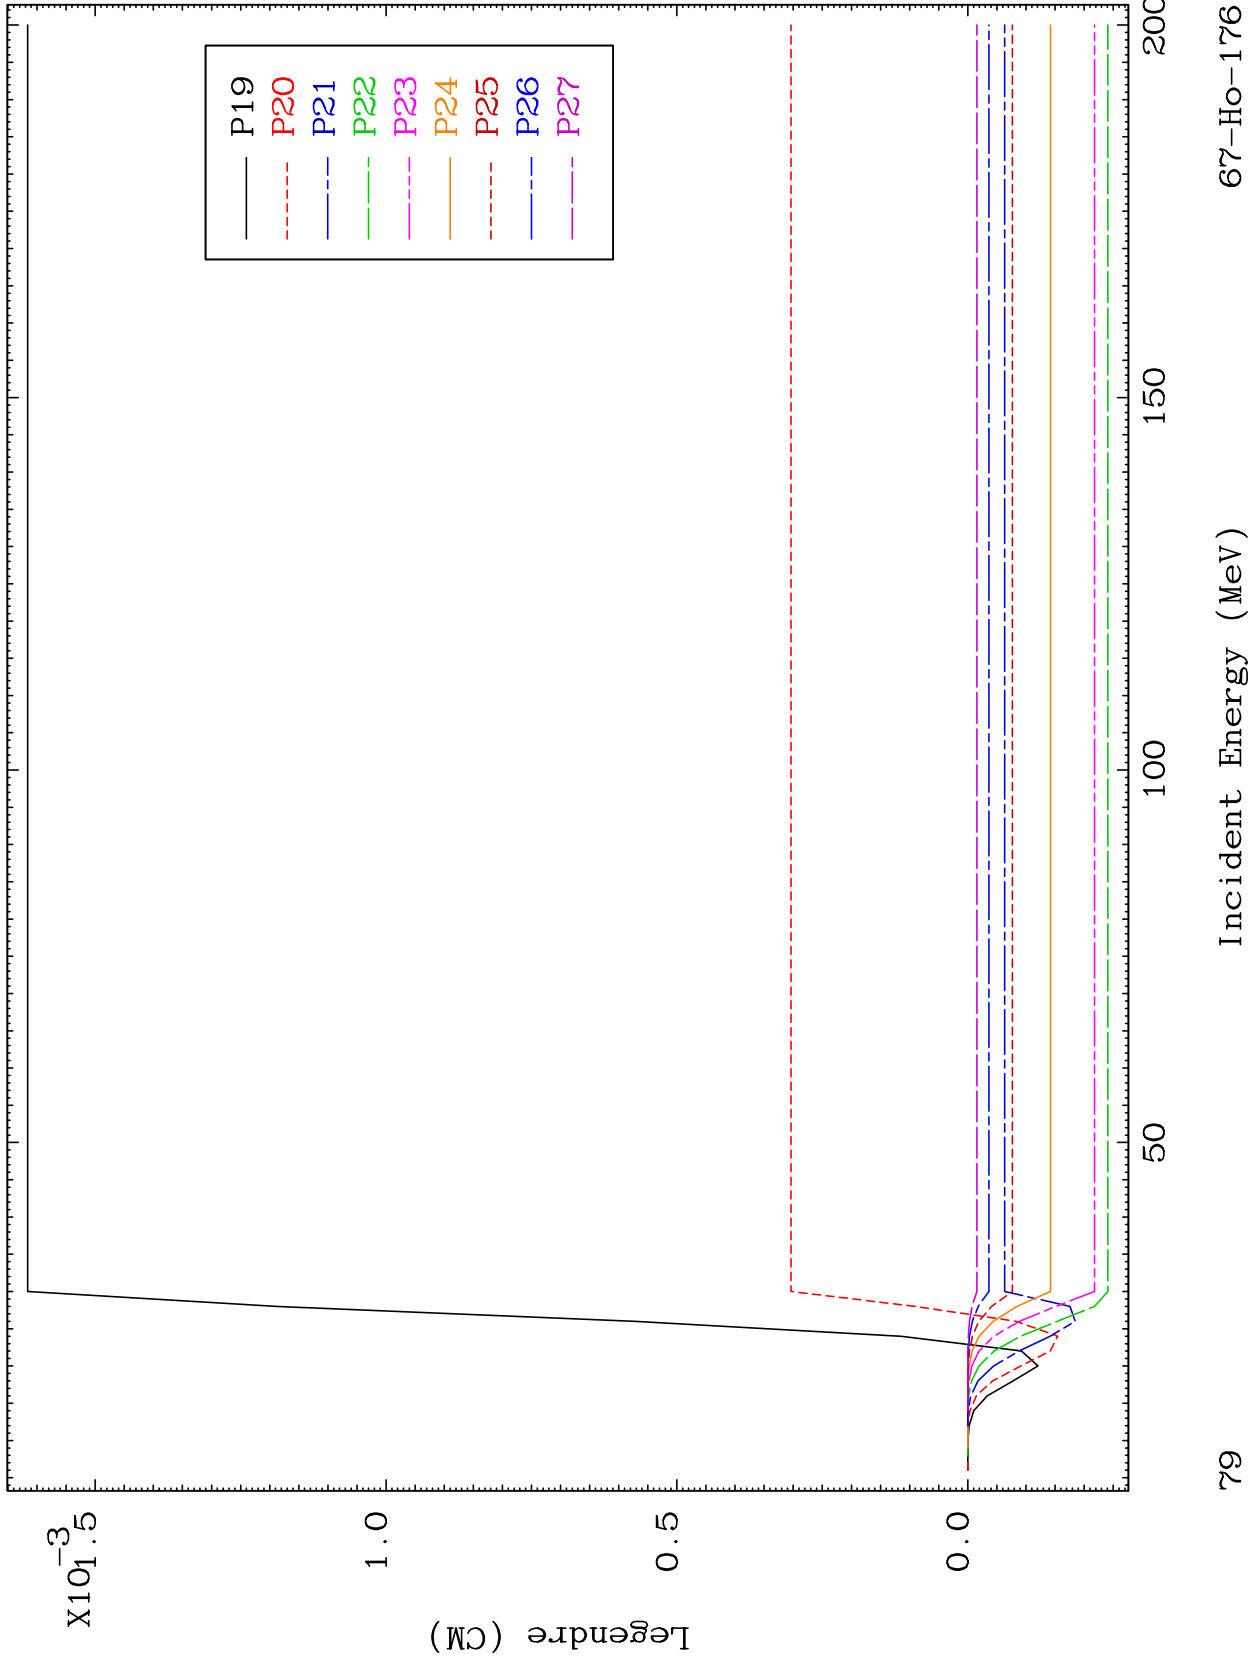 X10-3
1.5
1.0
0.5
0.0
Legendre (CM)
P19
P20
P21
P22
P23
P24
P25
P26
P27
50
100
150
200
Incident Energy (MeV)
79
67-Ho-176